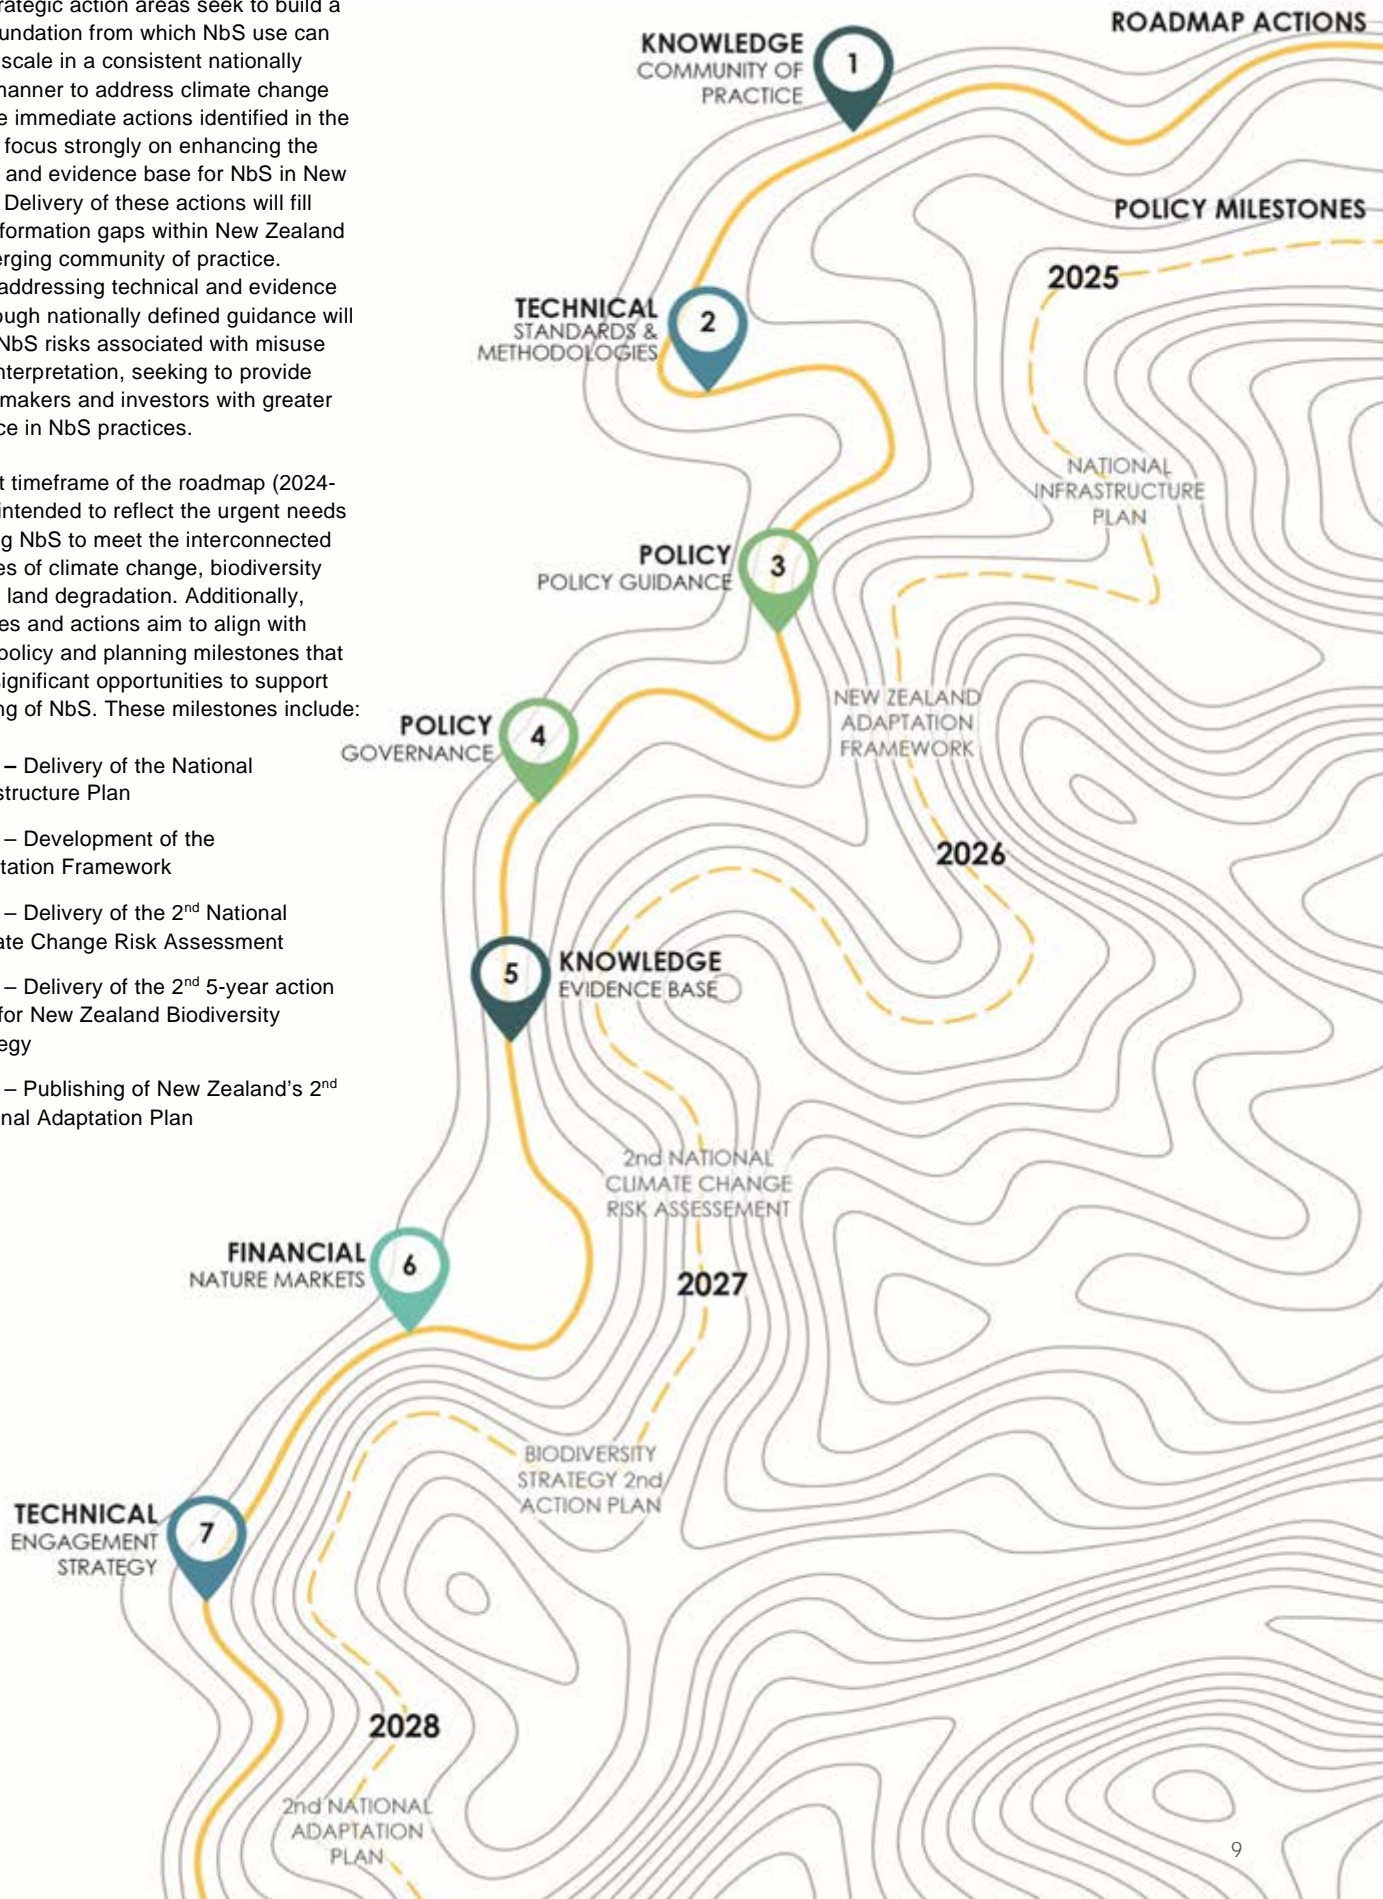 rategic action areas seek to build a
undation from which NbS use can
scale in a consistent nationally
nanner to address climate change
e immediate actions identified in the
focus strongly on enhancing the
and evidence base for NbS in New
Delivery of these actions will fill
formation gaps within New Zealand
erging community of practice.
addressing technical and evidence
ough nationally defined guidance will
NbS risks associated with misuse
nterpretation, seeking to provide
makers and investors with greater
ce in NbS practices.
t timeframe of the roadmap (2024-
intended to reflect the urgent needs
g NbS to meet the interconnected
es of climate change, biodiversity
land degradation. Additionally,
es and actions aim to align with
policy and planning milestones that
significant opportunities to support
ng of NbS. These milestones include:
– Delivery of the National
structure Plan
– Development of the
tation Framework
– Delivery of the 2nd National
ate Change Risk Assessment
– Delivery of the 2nd 5-year action
for New Zealand Biodiversity
egy
– Publishing of New Zealand's 2nd
nal Adaptation Plan
ROADMAP ACTIONS
KNOWLEDGE
COMMUNITY OF
PRACTICE
1
TECHNICAL
STANDARDS &
METHODOLOGIES
2
POLICY
POLICY GUIDANCE
3
POLICY
GOVERNANCE
4
5
KNOWLEDGE
EVIDENCE BASE
FINANCIAL
NATURE MARKETS
6
TECHNICAL
ENGAGEMENT
STRATEGY
7
POLICY MILESTONES
2025
NATIONAL
INFRASTRUCTURE
PLAN
NEW ZEALAND
ADAPTATION
FRAMEWORK
2026
2nd NATIONAL
CLIMATE CHANGE
RISK ASSESSEMENT
2027
BIODIVERSITY
STRATEGY 2nd
ACTION PLAN
2028
2nd NATIONAL
ADAPTATION
PLAN
9